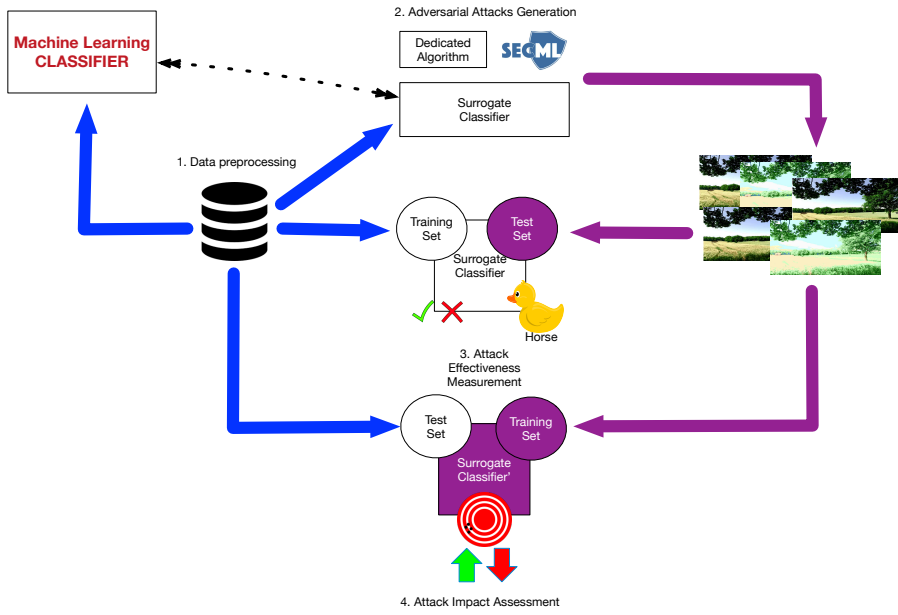 2. Adversarial Attacks Generation
Machine Learning
CLASSIFIER
Dedicated
Algorithm
SECML
Surrogate
Classifier
1. Data preprocessing
Training
Set
Test
Set
Surrogate
Classifier
Horse
3. Attack
Effectiveness
Measurement
Test
Set
Training
Set
Surrogate
Classifier'
4. Attack Impact Assessment